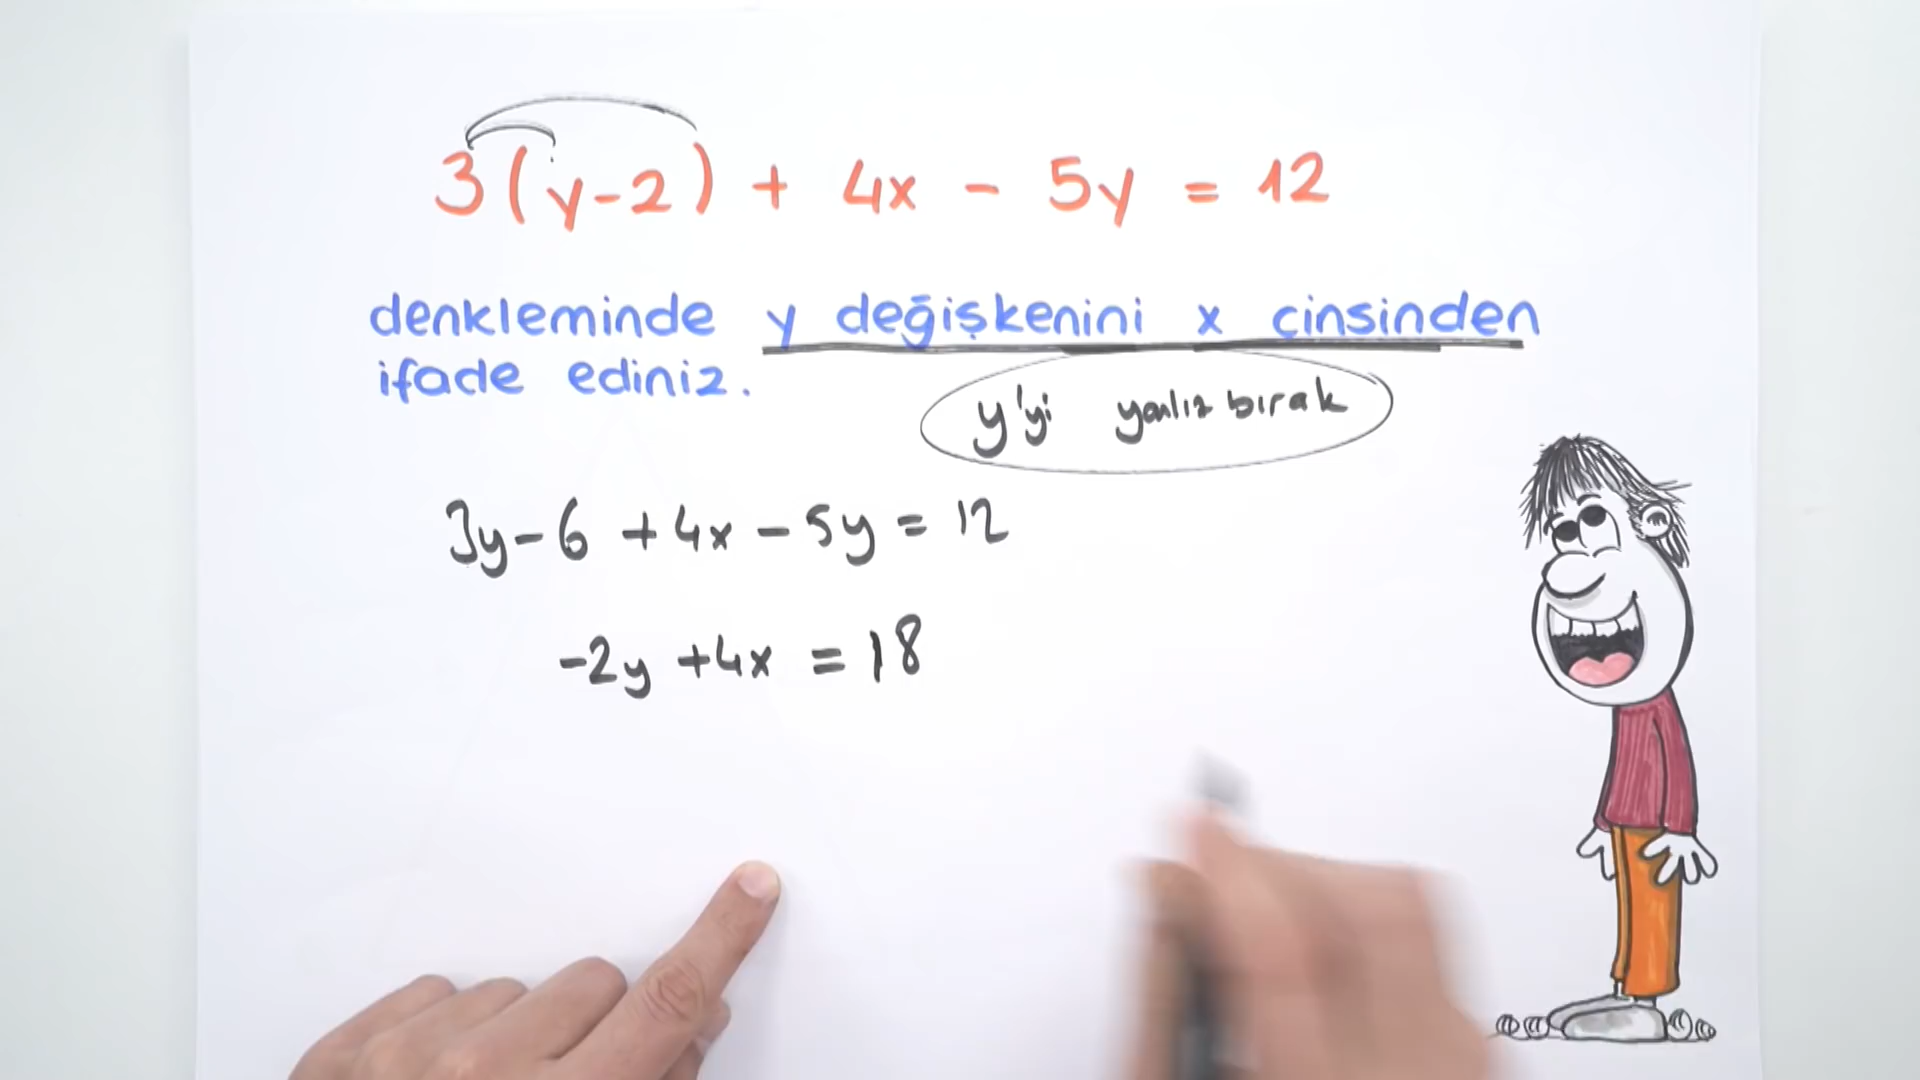 3(y-2) + 4x - 5y = 12
denkleminde y değişkenini x cinsinden
ifade ediniz.
y'yi yanlız bırak
3y-6 +4x -5y = 12
-2y +4x = 18